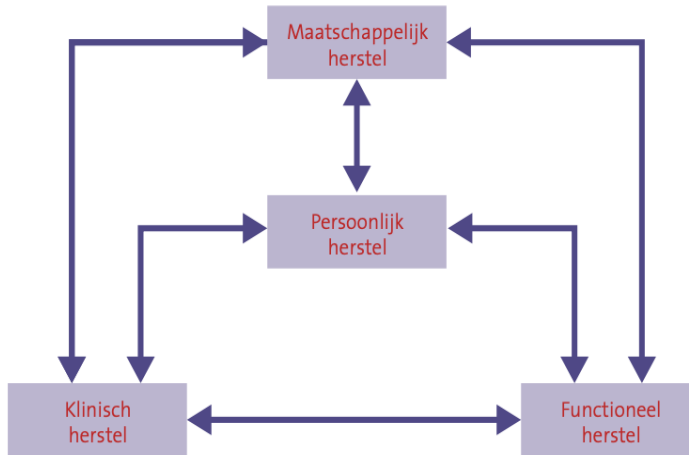 Maatschappelijk
herstel
Persoonlijk
herstel
Klinisch
herstel
Functioneel
herstel